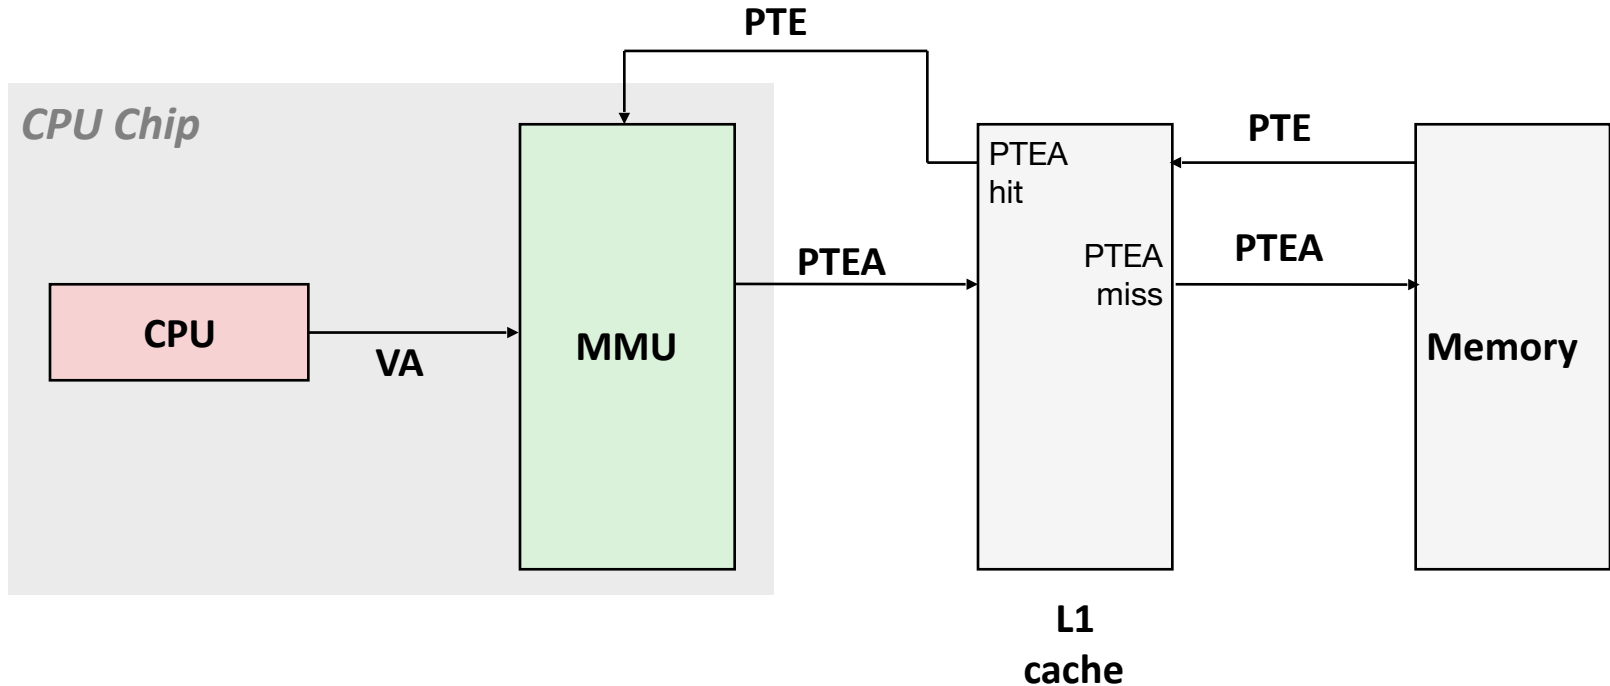 PTE
CPU Chip
PTEA
hit
PTE
PTEA
miss
PTEA
PTEA
CPU
VA
MMU
Memory
L1
cache